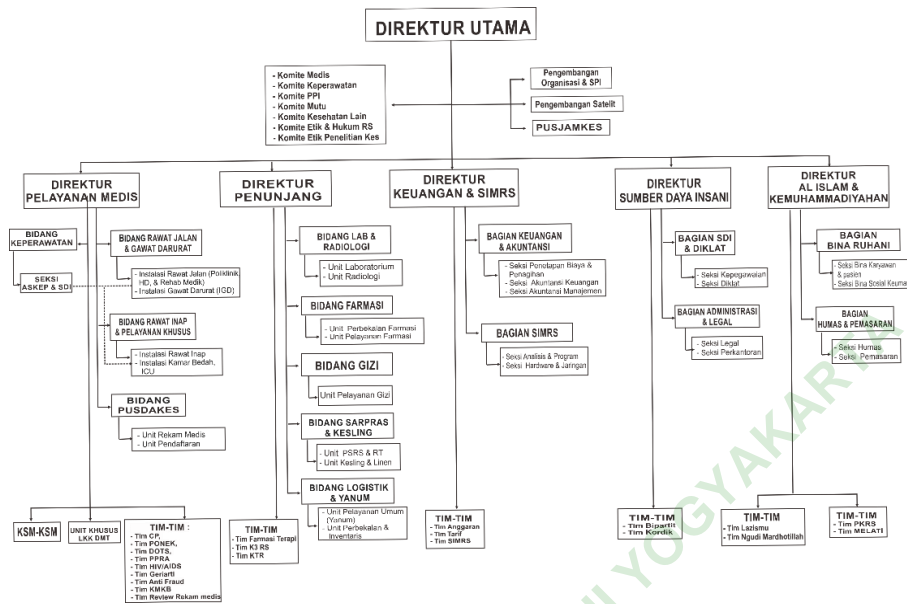 DIREKTUR UTAMA
- Komite Medis
- Komite Keperawatan
- Komite PPI
- Komite Mutu
- Komite Kesehatan Lain
- Komite Etik & Hukum RS
- Komite Etik Penelitian Kes
Pengembangan
Organisasi & SPI
Pengembangan Satelit
PUSJAMKES
DIREKTUR
PELAYANAN MEDIS
BIDANG
KEPERAWATAN
SEKSI
ASKEP & SDI
BIDANG RAWAT JALAN
& GAWAT DARURAT
- Instalasi Rawat Jalan (Poliklinik,
HD, & Rehab Medik)
- Instalasi Gawat Darurat (IGD)
BIDANG RAWAT INAP
& PELAYANAN KHUSUS
- Instalasi Rawat Inap
- Instalasi Kamar Bedah,
ICU
BIDANG
PUSDAKES
- Unit Rekam Medis
- Unit Pendaftaran
KSM-KSM
UNIT KHUSUS
LKK DMT
TIM-TIM :
- Tim CP,
- Tim PONEK,
- Tim DOTS,
- Tim PPRA
- Tim HIV/AIDS
- Tim Geriarti
- Tim Anti Fraud
- Tim KMKB
- Tim Review Rekam medis
DIREKTUR
PENUNJANG
BIDANG LAB &
RADIOLOGI
- Unit Laboratorium
- Unit Radiologi
BIDANG FARMASI
- Unit Perbekalan Farmasi
- Unit Pelayanan Farmasi
BIDANG GIZI
Unit Pelayanan Gizi
BIDANG SARPRAS
& KESLING
- Unit PSRS & RT
- Unit Kesling & Linen
BIDANG LOGISTIK
& YANUM
- Unit Pelayanan Umum
(Yanum)
- Unit Perbekalan &
Inventaris
TIM-TIM
- Tim Farmasi Terapi
- Tim K3 RS
- Tim KTR
DIREKTUR
KEUANGAN & SIMRS
BAGIAN KEUANGAN
& AKUNTANSI
- Seksi Penetapan Biaya &
Penagihan
- Seksi Akuntansi Keuangan
- Seksi Akuntansi Manajemen
BAGIAN SIMRS
- Seksi Analisis & Program
- Seksi Hardware & Jaringan
TIM-TIM
- Tim Anggaran
- Tim Tarif
- Tim SIMRS
DIREKTUR
SUMBER DAYA INSANI
BAGIAN SDI
& DIKLAT
- Seksi Kepegawaian
- Seksi Diklat
BAGIAN ADMINISTRASI
& LEGAL
- Seksi Legal
- Seksi Perkantoran
TIM-TIM
- Tim Bipartit
- Tim Kordik
DIREKTUR
AL ISLAM &
KEMUHAMMADIYAHAN
BAGIAN
BINA RUHANI
- Seksi Bina Karyawan
& pasien
- Seksi Bina Sosial Keumat
BAGIAN
HUMAS & PEMASARAN
- Seksi Humas
- Seksi Pemasaran
TIM-TIM
- Tim Lazismu
- Tim Ngudi Mardhotillah
TIM-TIM
- Tim PKRS
- Tim MELATI
YOGYAKARTA